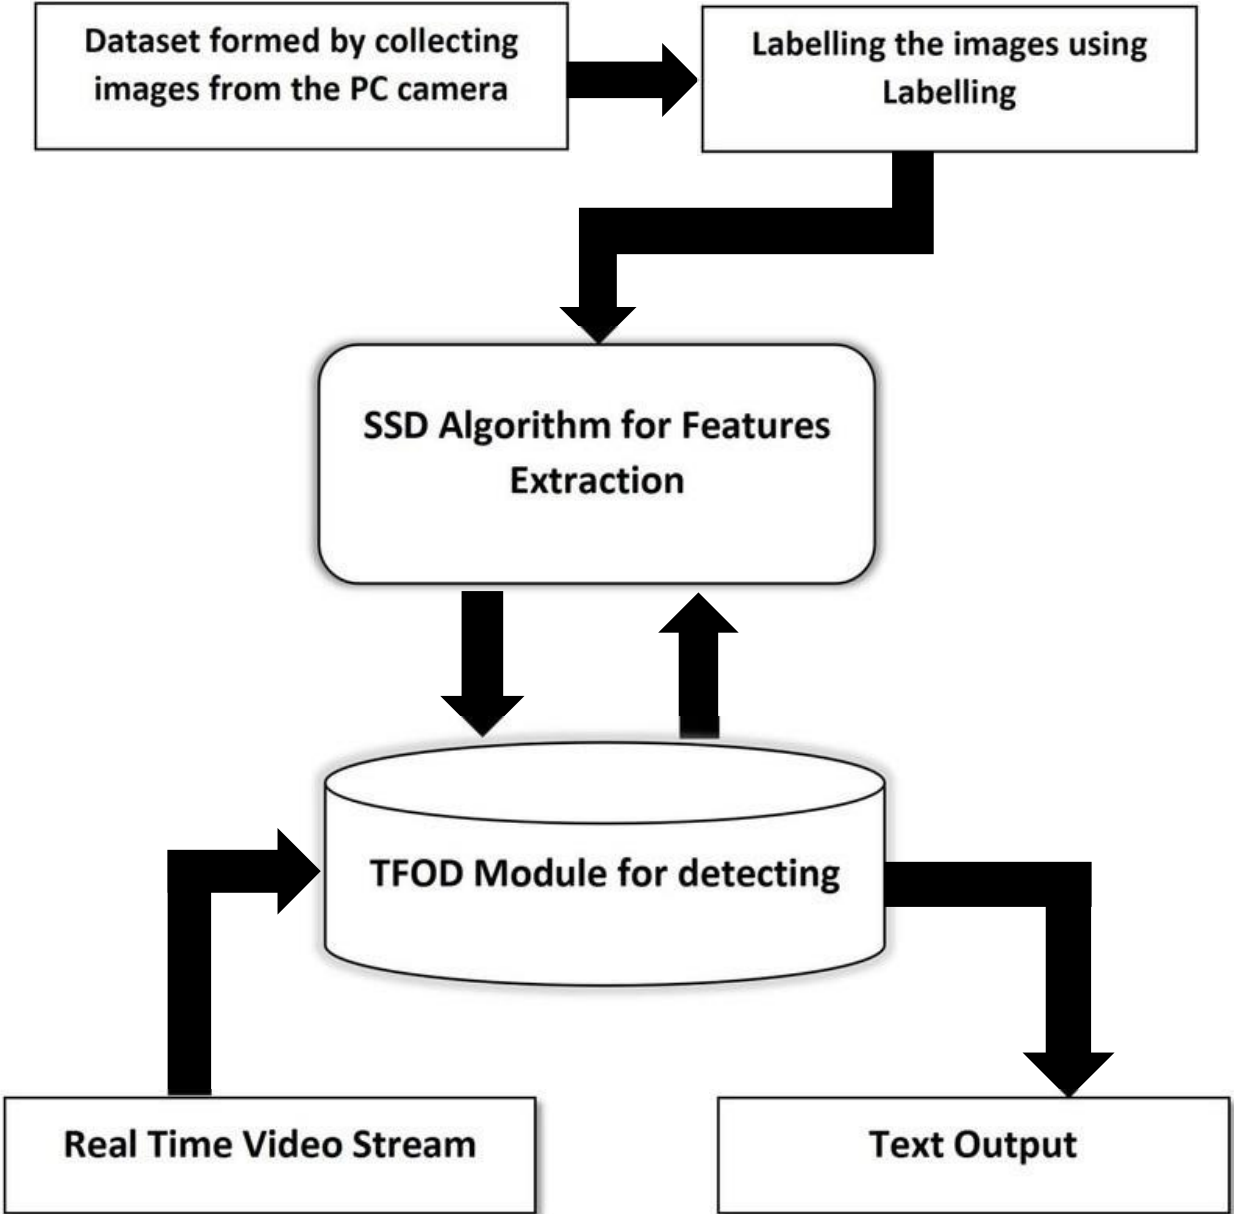 Dataset formed by collecting
images from the PC camera
Labelling the images using
Labelling
SSD Algorithm for Features
Extraction
TFOD Module for detecting
Real Time Video Stream
Text Output